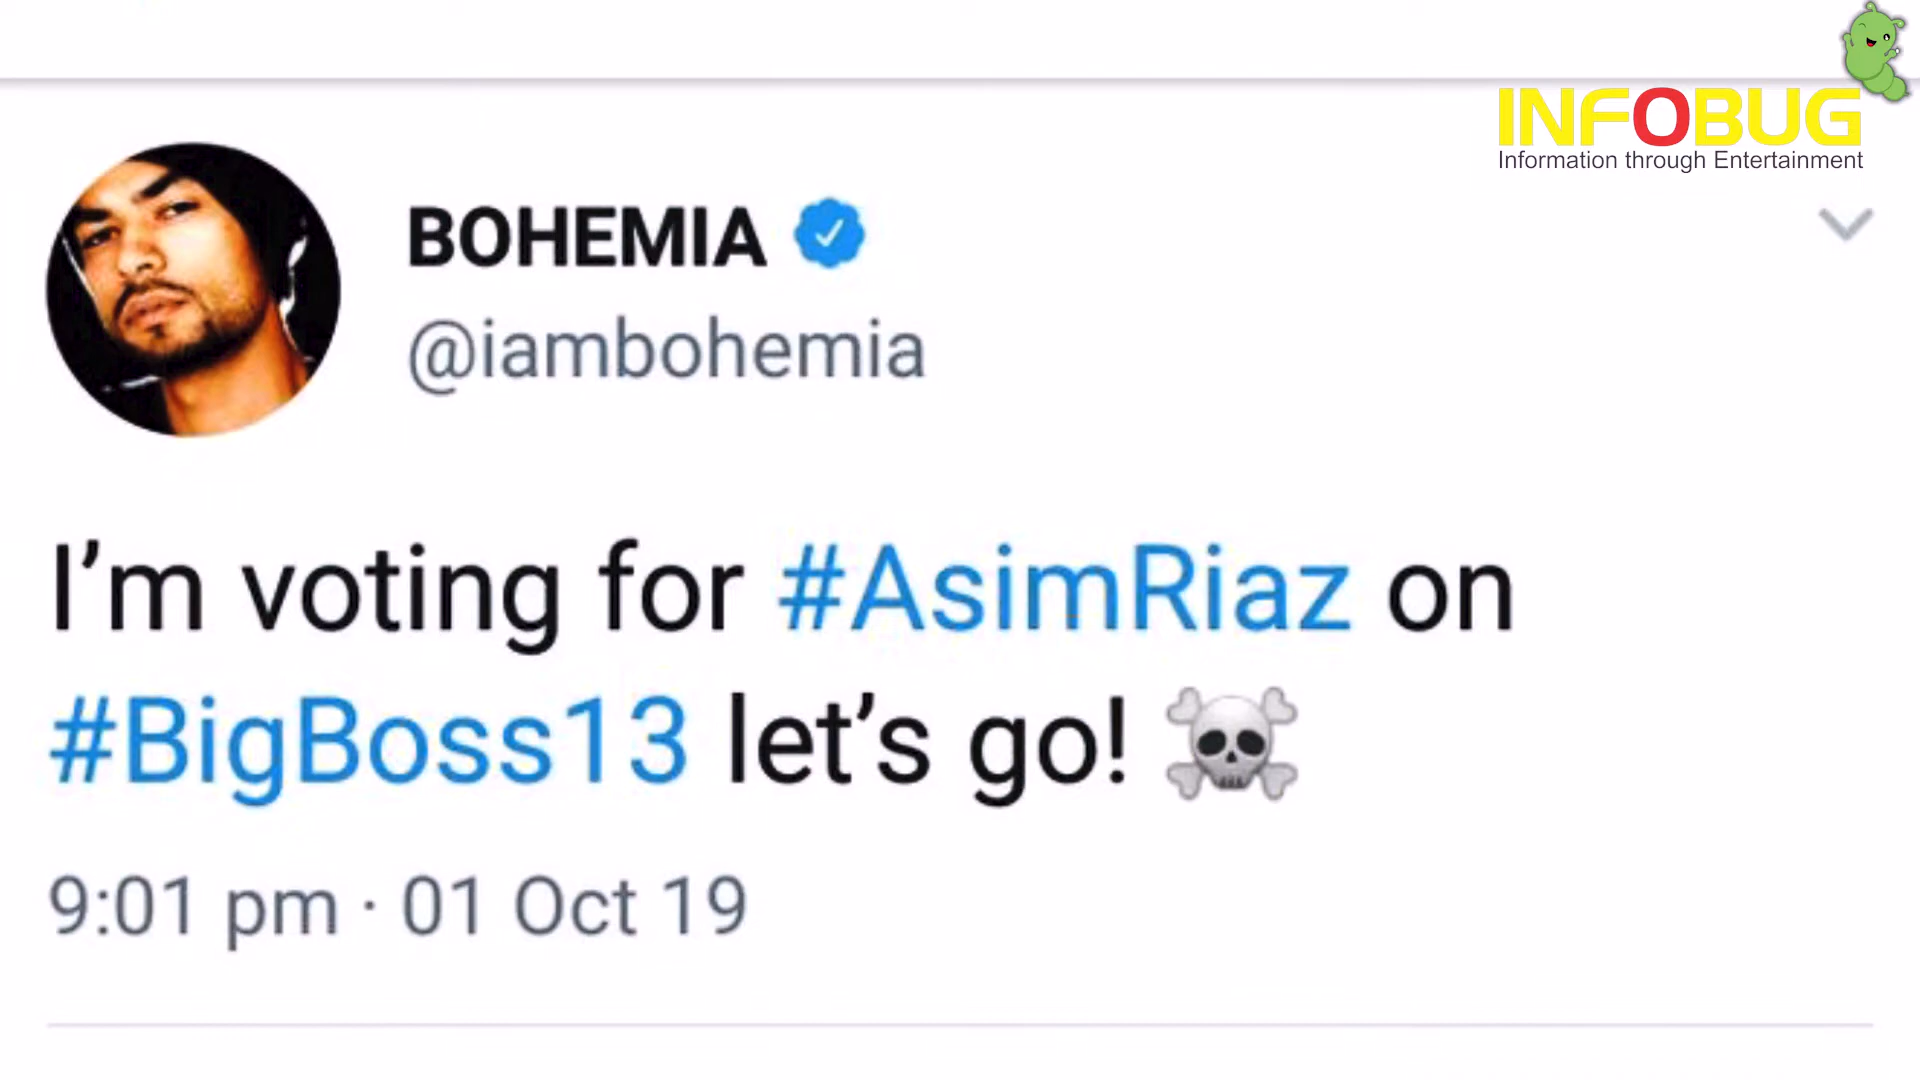 INFOBUG
Information through Entertainment
BOHEMIA
@iambohemia
I’m voting for #AsimRiaz on
#BigBoss13 let’s go! ☠️
9:01 pm · 01 Oct 19